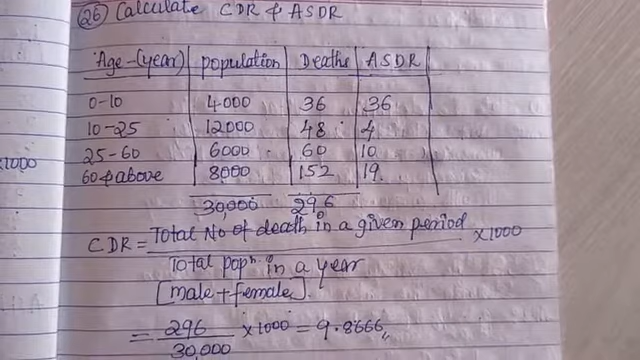 (26) Calculate CDR & ASDR
Age-(year) population Deaths ASDR
0-10 4000 36 36
10-25 12000 48 4
25-60 6000 60 10
60 & above 8000 152 19
30,000 296
CDR = Total No of death in a given period x1000
Total popn. in a year
[male + female].
= 296 x1000 = 9.8666
30,000
x1000